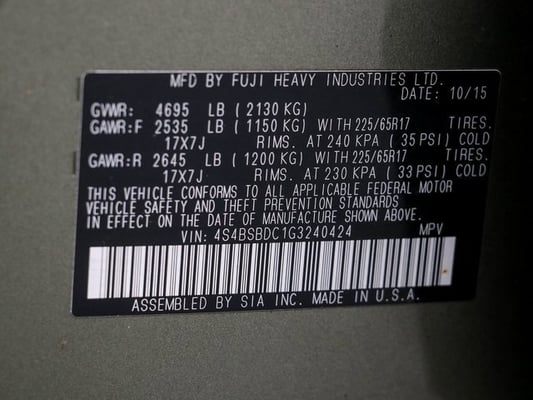 MFD BY FUJI HEAVY INDUSTRIES LTD.
DATE: 10/15
GVWR: 4695 LB ( 2130 KG)
GAWR:F 2535 LB ( 1150 KG) WITH 225/65R17 TIRES.
17X7J RIMS. AT 240 KPA ( 35 PSI) COLD
GAWR:R 2645 LB ( 1200 KG) WITH 225/65R17 TIRES.
17X7J RIMS. AT 230 KPA ( 33 PSI) COLD
THIS VEHICLE CONFORMS TO ALL APPLICABLE FEDERAL MOTOR
VEHICLE SAFETY AND THEFT PREVENTION STANDARDS
IN EFFECT ON THE DATE OF MANUFACTURE SHOWN ABOVE.
VIN: 4S4BSBDC1G3240424 MPV
ASSEMBLED BY SIA INC. MADE IN U.S.A.